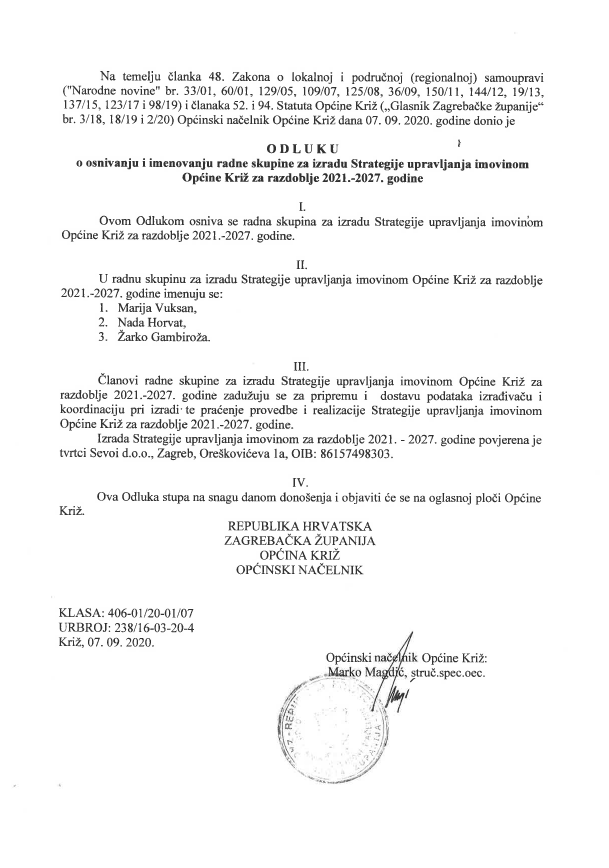 Na temelju članka 48. Zakona o lokalnoj i područnoj (regionalnoj) samoupravi
("Narodne novine" br. 33/01, 60/01, 129/05, 109/07, 125/08, 36/09, 150/11, 144/12, 19/13,
137/15, 123/17 i 98/19) i članaka 52. i 94. Statuta Općine Križ („Glasnik Zagrebačke županije“
br. 3/18, 18/19 i 2/20) Općinski načelnik Općine Križ dana 07. 09. 2020. godine donio je
O D L U K U
o osnivanju i imenovanju radne skupine za izradu Strategije upravljanja imovinom
Općine Križ za razdoblje 2021.-2027. godine
I.
Ovom Odlukom osniva se radna skupina za izradu Strategije upravljanja imovinom
Općine Križ za razdoblje 2021.-2027. godine.
II.
U radnu skupinu za izradu Strategije upravljanja imovinom Općine Križ za razdoblje
2021.-2027. godine imenuju se:
1. Marija Vuksan,
2. Nada Horvat,
3. Žarko Gambiroža.
III.
Članovi radne skupine za izradu Strategije upravljanja imovinom Općine Križ za
razdoblje 2021.-2027. godine zadužuju se za pripremu i dostavu podataka izrađivaču i
koordinaciju pri izradi te praćenje provedbe i realizacije Strategije upravljanja imovinom
Općine Križ za razdoblje 2021.-2027. godine.
Izrada Strategije upravljanja imovinom za razdoblje 2021. - 2027. godine povjerena je
tvrtci Sevoi d.o.o., Zagreb, Oreškovićeva 1a, OIB: 86157498303.
IV.
Ova Odluka stupa na snagu danom donošenja i objaviti će se na oglasnoj ploči Općine
Križ.
REPUBLIKA HRVATSKA
ZAGREBAČKA ŽUPANIJA
OPĆINA KRIŽ
OPĆINSKI NAČELNIK
KLASA: 406-01/20-01/07
URBROJ: 238/16-03-20-4
Križ, 07. 09. 2020.
Općinski načelnik Općine Križ:
Marko Magdić, struč.spec.oec.